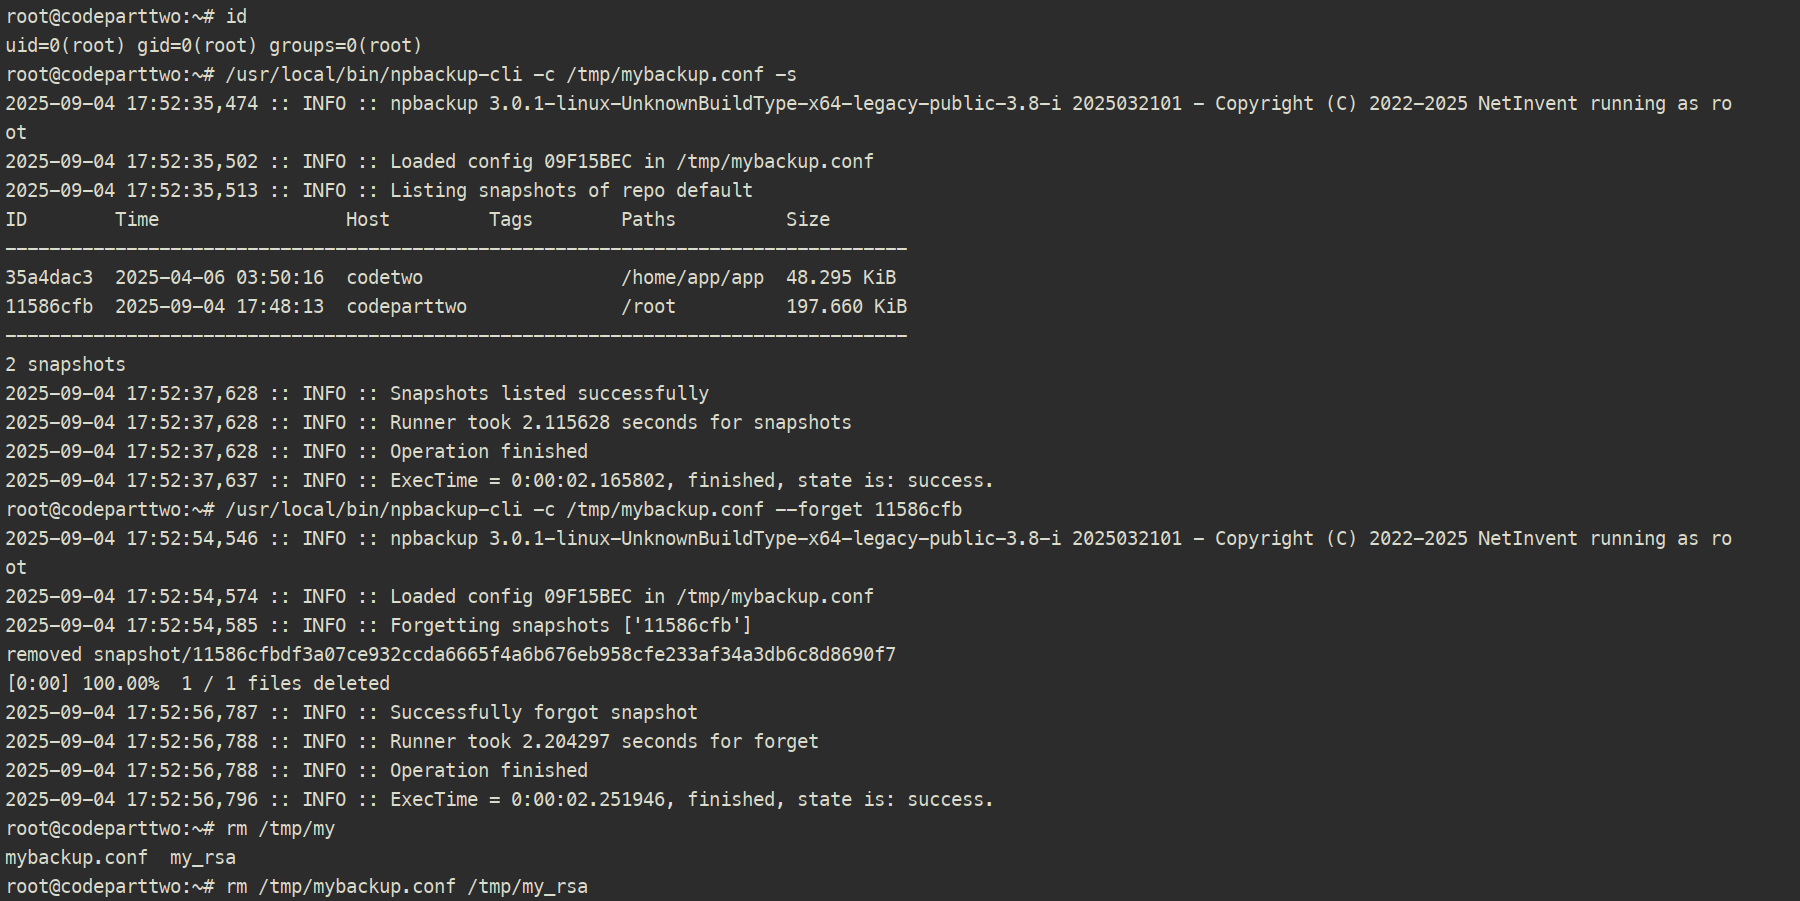 root@codeparttwo:~# id
uid=0(root) gid=0(root) groups=0(root)
root@codeparttwo:~# /usr/local/bin/npbackup-cli -c /tmp/mybackup.conf -s
2025-09-04 17:52:35,474 :: INFO :: npbackup 3.0.1-linux-UnknownBuildType-x64-legacy-public-3.8-i 2025032101 - Copyright (C) 2022-2025 NetInvent running as ro
ot
2025-09-04 17:52:35,502 :: INFO :: Loaded config 09F15BEC in /tmp/mybackup.conf
2025-09-04 17:52:35,513 :: INFO :: Listing snapshots of repo default
ID        Time                 Host         Tags        Paths          Size
----------------------------------------------------------------------------------
35a4dac3  2025-04-06 03:50:16  codetwo                  /home/app/app  48.295 KiB
11586cfb  2025-09-04 17:48:13  codeparttwo              /root          197.660 KiB
----------------------------------------------------------------------------------
2 snapshots
2025-09-04 17:52:37,628 :: INFO :: Snapshots listed successfully
2025-09-04 17:52:37,628 :: INFO :: Runner took 2.115628 seconds for snapshots
2025-09-04 17:52:37,628 :: INFO :: Operation finished
2025-09-04 17:52:37,637 :: INFO :: ExecTime = 0:00:02.165802, finished, state is: success.
root@codeparttwo:~# /usr/local/bin/npbackup-cli -c /tmp/mybackup.conf --forget 11586cfb
2025-09-04 17:52:54,546 :: INFO :: npbackup 3.0.1-linux-UnknownBuildType-x64-legacy-public-3.8-i 2025032101 - Copyright (C) 2022-2025 NetInvent running as ro
ot
2025-09-04 17:52:54,574 :: INFO :: Loaded config 09F15BEC in /tmp/mybackup.conf
2025-09-04 17:52:54,585 :: INFO :: Forgetting snapshots ['11586cfb']
removed snapshot/11586cfbdf3a07ce932ccda6665f4a6b676eb958cfe233af34a3db6c8d8690f7
[0:00] 100.00%  1 / 1 files deleted
2025-09-04 17:52:56,787 :: INFO :: Successfully forgot snapshot
2025-09-04 17:52:56,788 :: INFO :: Runner took 2.204297 seconds for forget
2025-09-04 17:52:56,788 :: INFO :: Operation finished
2025-09-04 17:52:56,796 :: INFO :: ExecTime = 0:00:02.251946, finished, state is: success.
root@codeparttwo:~# rm /tmp/my
mybackup.conf  my_rsa
root@codeparttwo:~# rm /tmp/mybackup.conf /tmp/my_rsa